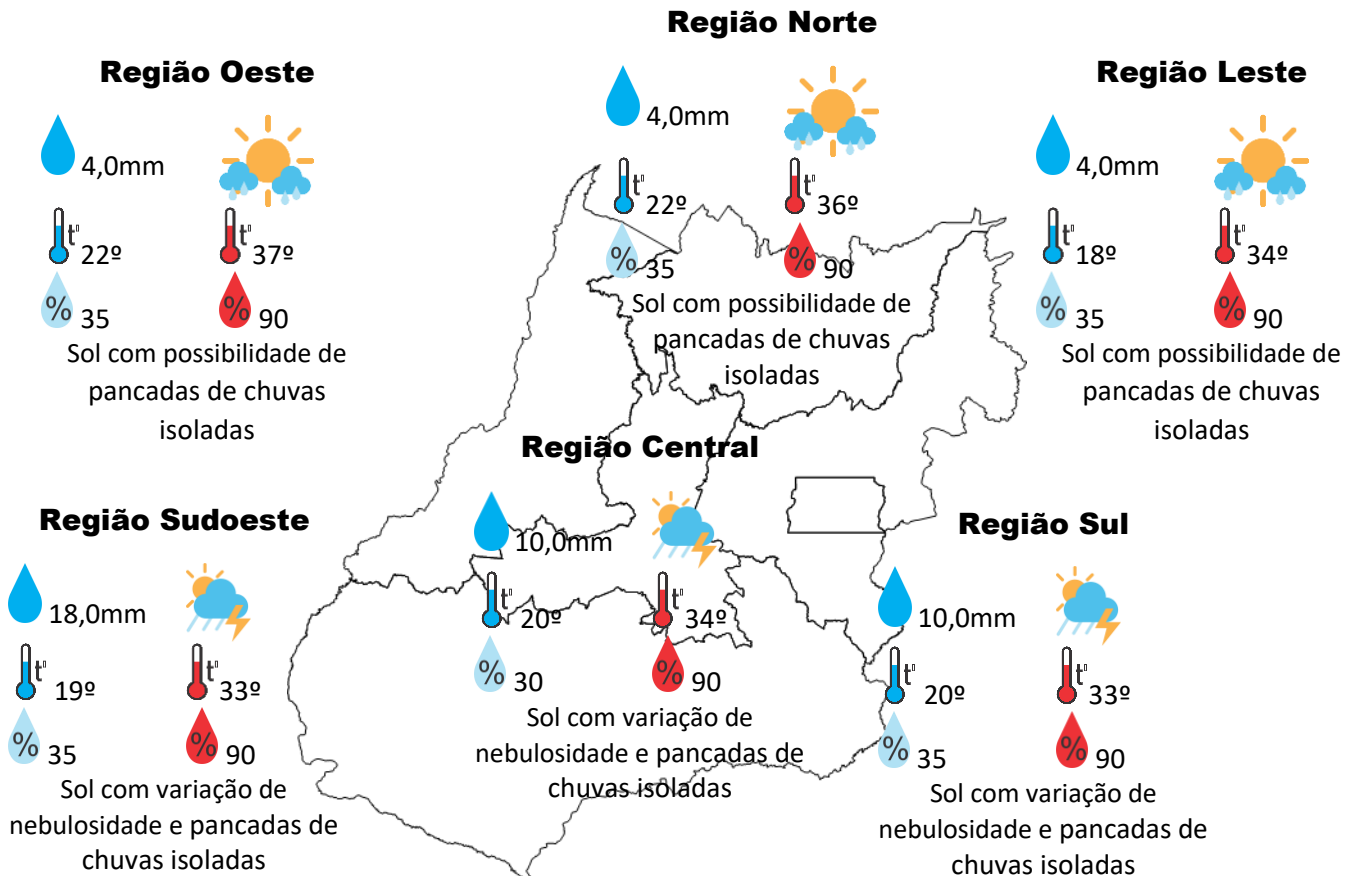 Região Norte
4,0mm
t°
22º
t°
36º
% 35
% 90
Sol com possibilidade de
pancadas de chuvas
isoladas
Região Oeste
4,0mm
t°
22º
t°
37º
% 35
% 90
Sol com possibilidade de
pancadas de chuvas
isoladas
Região Leste
4,0mm
t°
18º
t°
34º
% 35
% 90
Sol com possibilidade de
pancadas de chuvas
isoladas
Região Central
10,0mm
t°
20º
t°
34º
% 30
% 90
Sol com variação de
nebulosidade e pancadas de
chuvas isoladas
Região Sudoeste
18,0mm
t°
19º
t°
33º
% 35
% 90
Sol com variação de
nebulosidade e pancadas de
chuvas isoladas
Região Sul
10,0mm
t°
20º
t°
33º
% 35
% 90
Sol com variação de
nebulosidade e pancadas de
chuvas isoladas